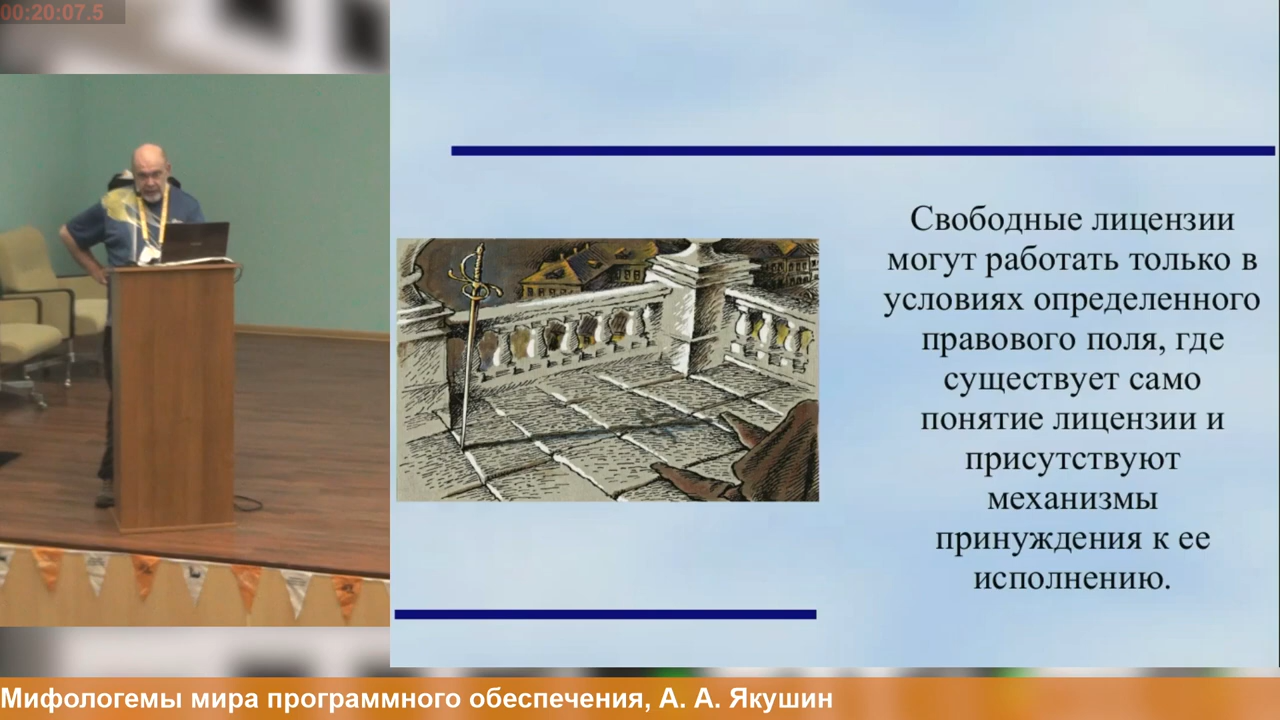 00:20:07.5
Свободные лицензии
могут работать только в
условиях определенного
правового поля, где
существует само
понятие лицензии и
присутствуют
механизмы
принуждения к ее
исполнению.
Мифологемы мира программного обеспечения, А. А. Якушин